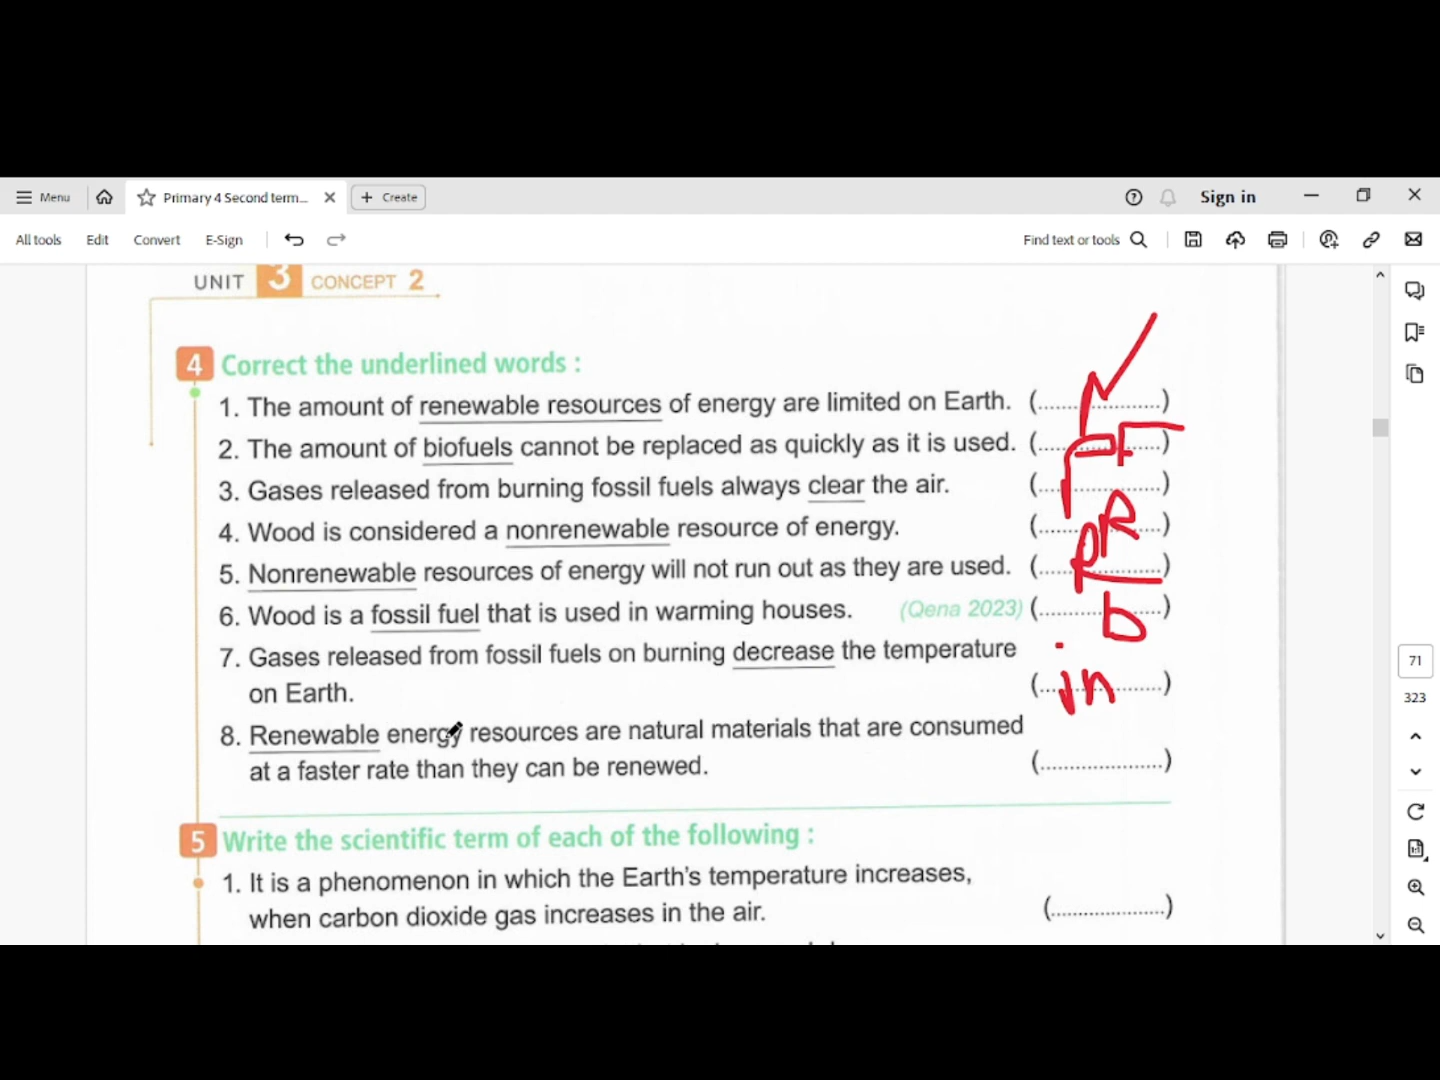 Menu
Primary 4 Second term...
Create
Sign in
All tools
Edit
Convert
E-Sign
Find text or tools
UNIT 3 CONCEPT 2
4 Correct the underlined words :
1. The amount of renewable resources of energy are limited on Earth. (......................)
2. The amount of biofuels cannot be replaced as quickly as it is used. (......................)
3. Gases released from burning fossil fuels always clear the air. (......................)
4. Wood is considered a nonrenewable resource of energy. (......................)
R
5. Nonrenewable resources of energy will not run out as they are used. (......................)
R
6. Wood is a fossil fuel that is used in warming houses. (Qena 2023) (......................)
b
7. Gases released from fossil fuels on burning decrease the temperature
on Earth. (......................)
in
8. Renewable energy resources are natural materials that are consumed
at a faster rate than they can be renewed. (......................)
5 Write the scientific term of each of the following :
1. It is a phenomenon in which the Earth's temperature increases,
when carbon dioxide gas increases in the air. (....................)
71
323